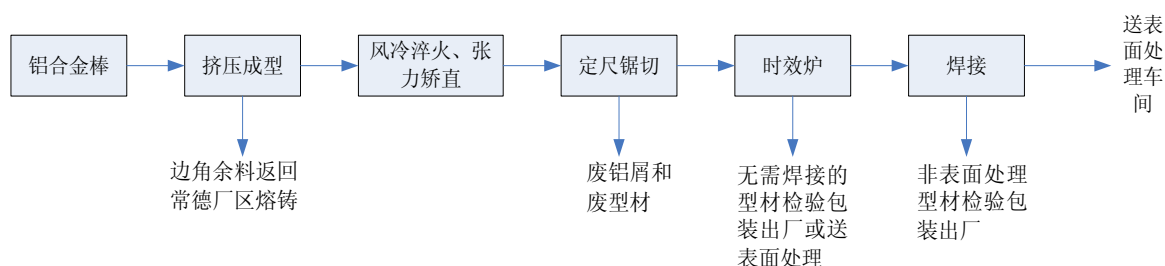 铝合金棒
挤压成型
风冷淬火、张
力矫直
定尺锯切
时效炉
焊接
送表
面处
理车
间
边角余料返回
常德厂区熔铸
废铝屑和
废型材
无需焊接的
型材检验包
装出厂或送
表面处理
非表面处理
型材检验包
装出厂